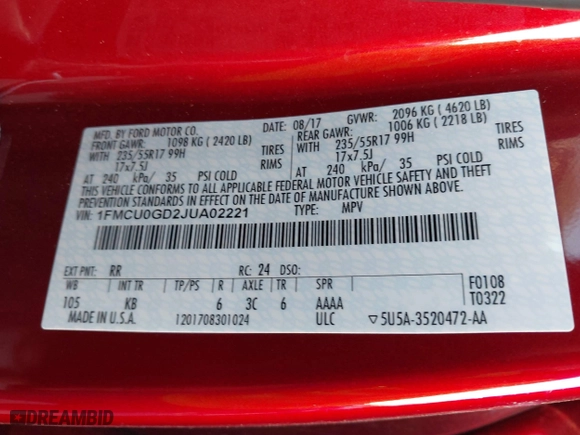 MFD. BY FORD MOTOR CO.
DATE: 08/17 GVWR: 2096 KG (4620 LB)
FRONT GAWR: 1098 KG (2420 LB) REAR GAWR: 1006 KG (2218 LB)
WITH 235/55R17 99H TIRES WITH 235/55R17 99H TIRES
17x7.5J RIMS 17x7.5J RIMS
AT 240 kPa/ 35 PSI COLD AT 240 kPa/ 35 PSI COLD
THIS VEHICLE CONFORMS TO ALL APPLICABLE FEDERAL MOTOR VEHICLE SAFETY AND THEFT
PREVENTION STANDARDS IN EFFECT ON THE DATE OF MANUFACTURE SHOWN ABOVE.
VIN: 1FMCU0GD2JUA02221 TYPE: MPV
EXT PNT: RR RC: 24 DSO:
WB INT TR TP/PS R AXLE TR SPR
105 KB 6 3C 6 AAAA
F0108
T0322
MADE IN U.S.A. 1201708301024 ULC ▽5U5A-3520472-AA
DREAMBID